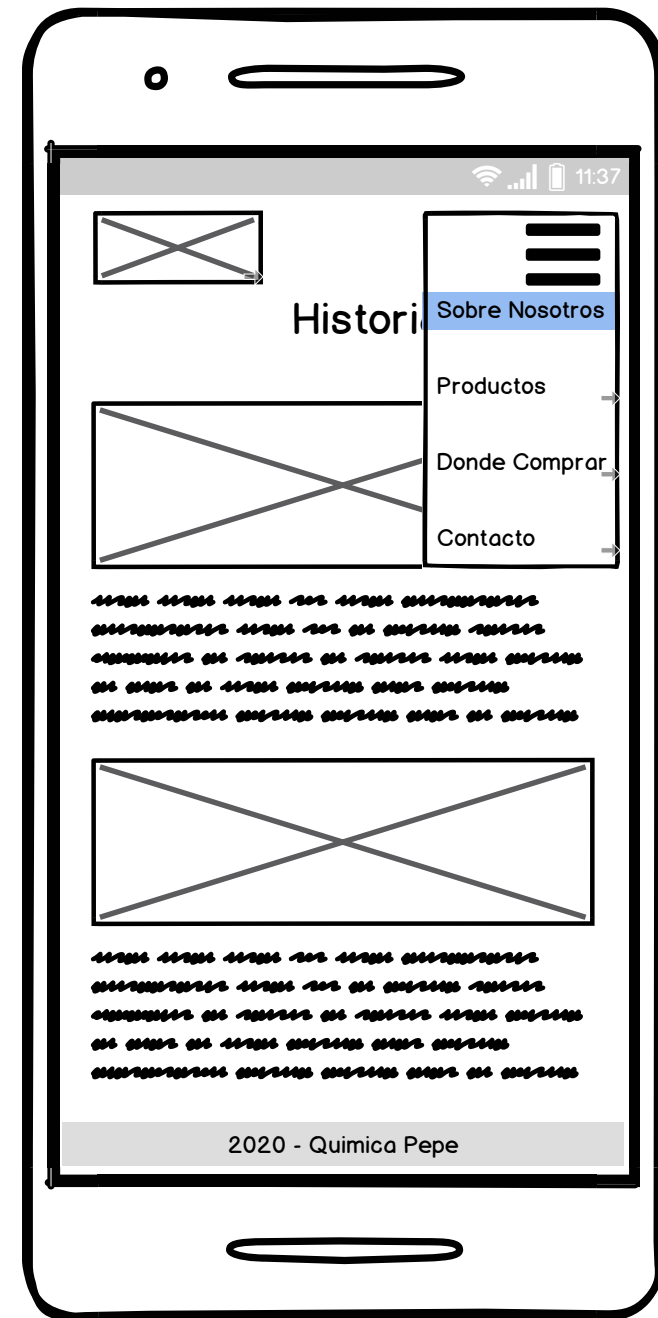 11:37
Histori
Sobre Nosotros
Productos
Donde Comprar
Contacto
2020 - Quimica Pepe